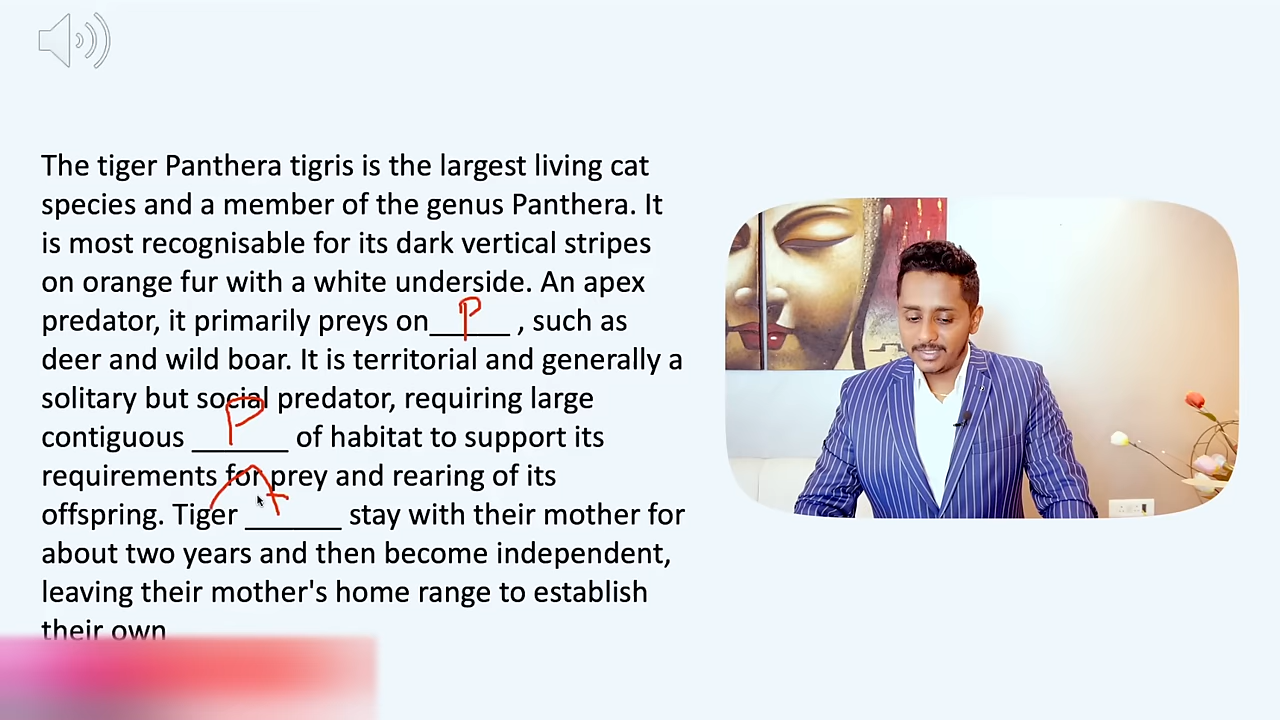 The tiger Panthera tigris is the largest living cat
species and a member of the genus Panthera. It
is most recognisable for its dark vertical stripes
on orange fur with a white underside. An apex
predator, it primarily preys on_____ , such as
P
deer and wild boar. It is territorial and generally a
solitary but social predator, requiring large
contiguous ______ of habitat to support its
P
requirements for prey and rearing of its
offspring. Tiger ______ stay with their mother for
about two years and then become independent,
leaving their mother's home range to establish
their own